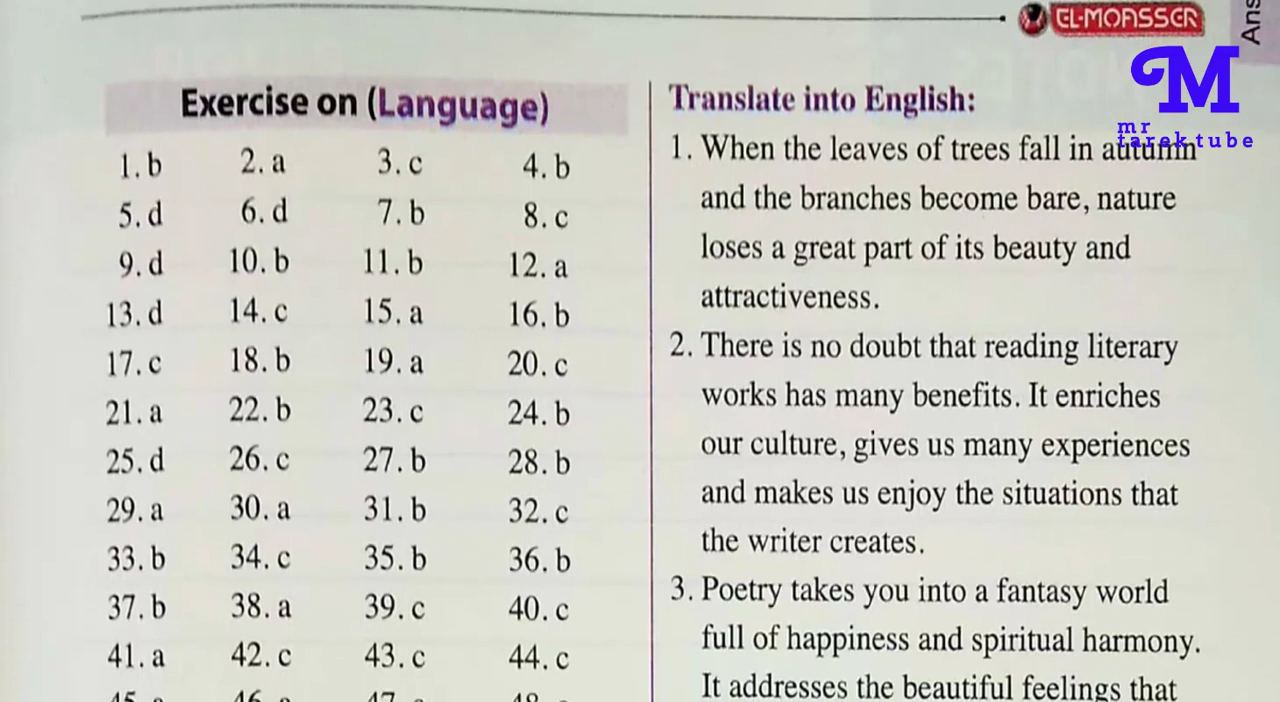 EL-MOASSER
Ans
M
mr
tarek tube
Exercise on (Language)
1. b 2. a 3. c 4. b
5. d 6. d 7. b 8. c
9. d 10. b 11. b 12. a
13. d 14. c 15. a 16. b
17. c 18. b 19. a 20. c
21. a 22. b 23. c 24. b
25. d 26. c 27. b 28. b
29. a 30. a 31. b 32. c
33. b 34. c 35. b 36. b
37. b 38. a 39. c 40. c
41. a 42. c 43. c 44. c
Translate into English:
1. When the leaves of trees fall in autumn
and the branches become bare, nature
loses a great part of its beauty and
attractiveness.
2. There is no doubt that reading literary
works has many benefits. It enriches
our culture, gives us many experiences
and makes us enjoy the situations that
the writer creates.
3. Poetry takes you into a fantasy world
full of happiness and spiritual harmony.
It addresses the beautiful feelings that